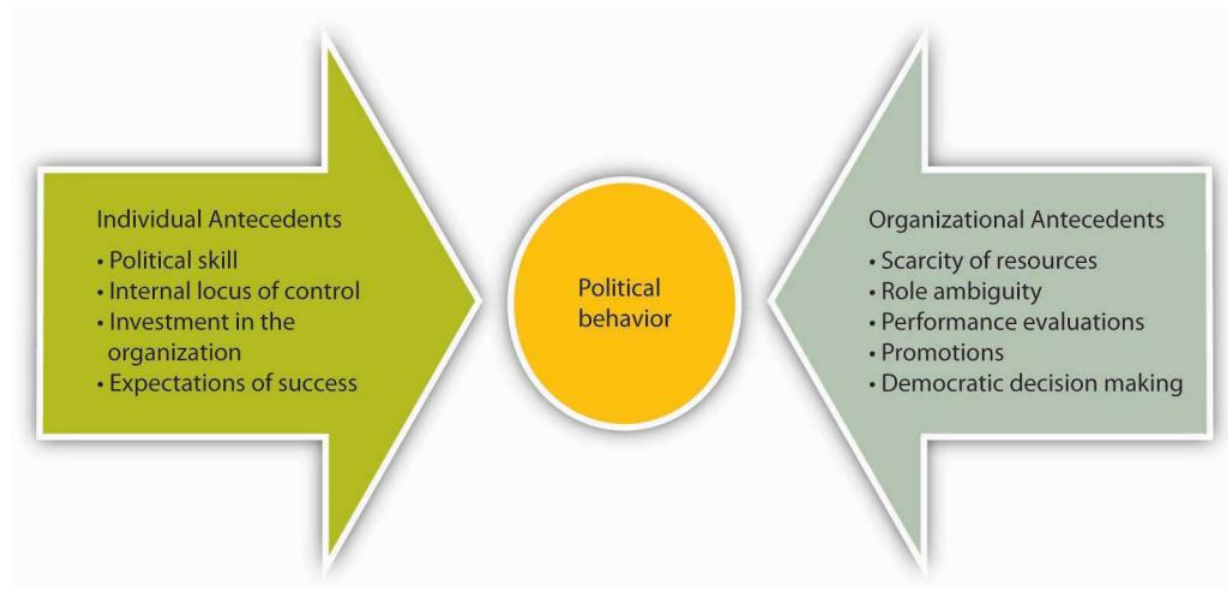 Individual Antecedents
• Political skill
• Internal locus of control
• Investment in the
organization
• Expectations of success
Political
behavior
Organizational Antecedents
• Scarcity of resources
• Role ambiguity
• Performance evaluations
• Promotions
• Democratic decision making